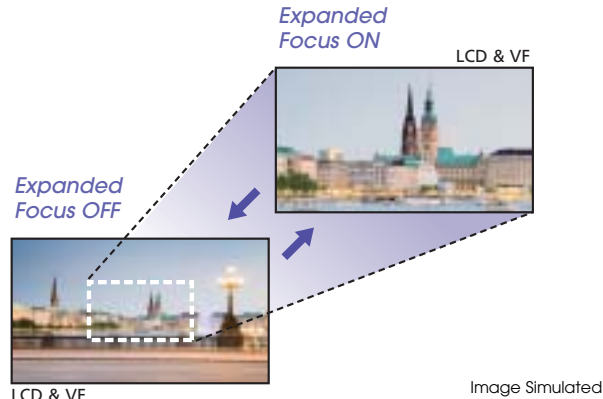 Expanded
Focus ON
LCD & VF
Expanded
Focus OFF
LCD & VF
Image Simulated